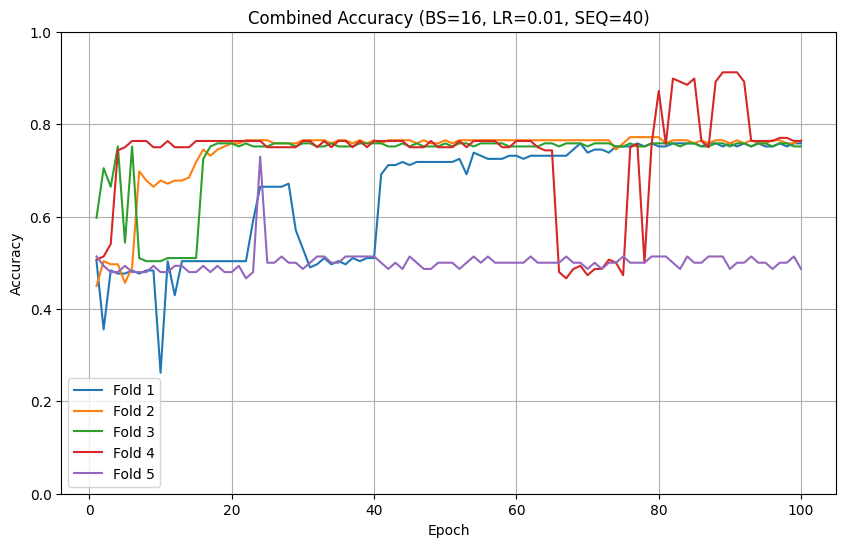 Combined Accuracy (BS=16, LR=0.01, SEQ=40)
1.0
0.8
0.6
0.4
0.2
0.0
Accuracy
Fold 1
Fold 2
Fold 3
Fold 4
Fold 5
0 20 40 60 80 100
Epoch